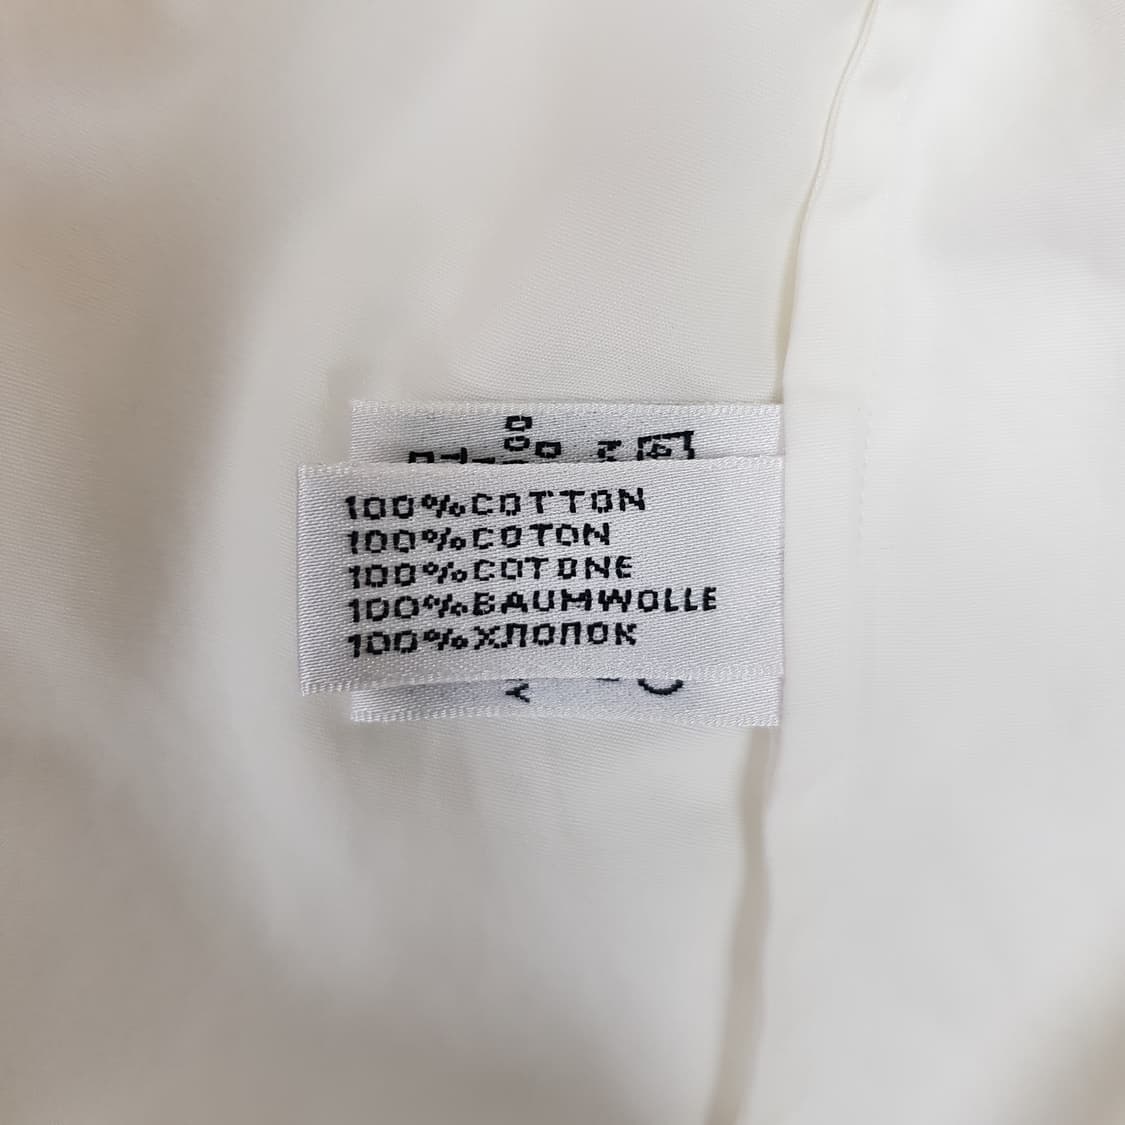 100%COTTON
100%COTON
100%COTONE
100%BAUMWOLLE
100%ХЛОПОК